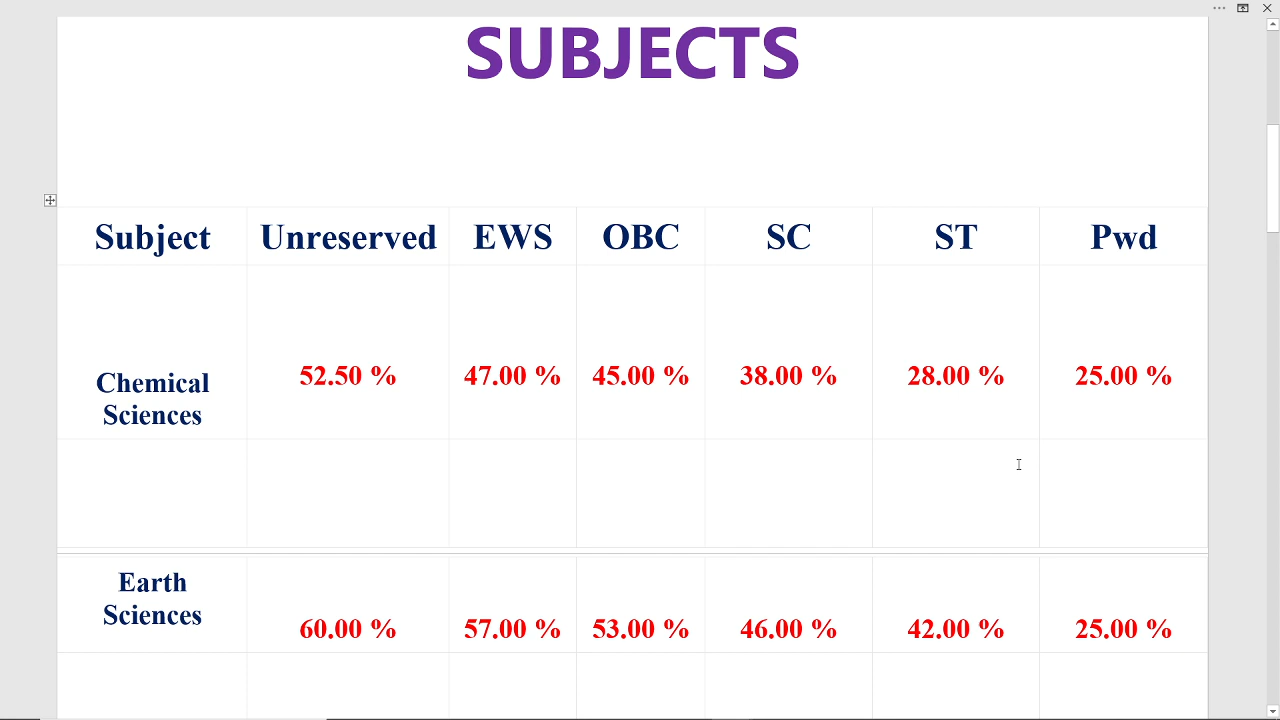 SUBJECTS
Subject Unreserved EWS OBC SC ST Pwd
52.50 % 47.00 % 45.00 % 38.00 % 28.00 % 25.00 %
Chemical
Sciences
Earth
Sciences
60.00 % 57.00 % 53.00 % 46.00 % 42.00 % 25.00 %